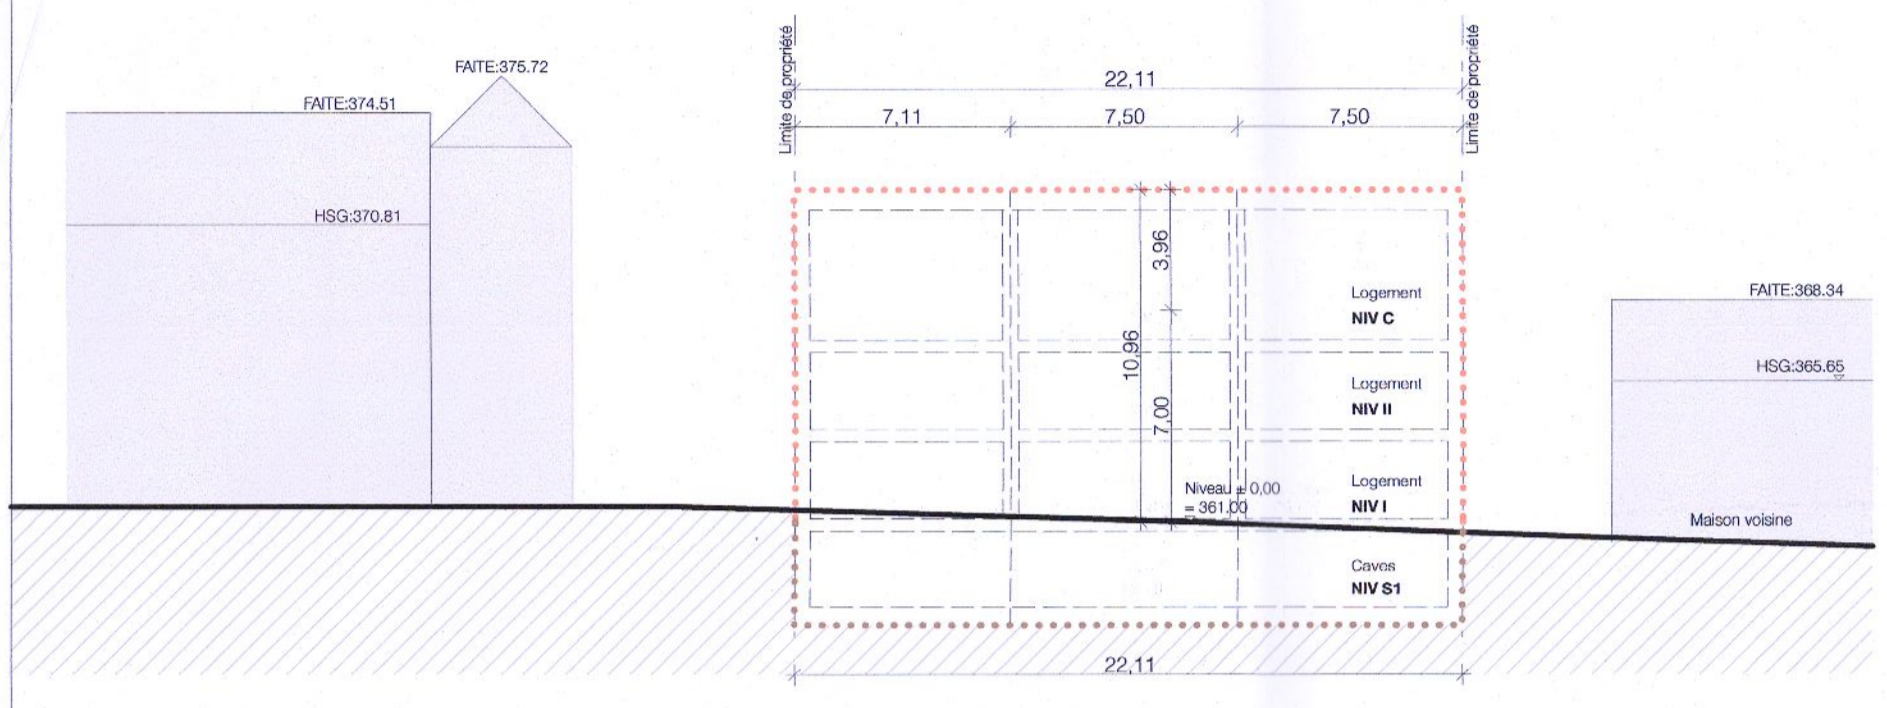 FAITE:375.72
FAITE:374.51
HSG:370.81
Limite de propriété
Limite de propriété
22,11
7,11
7,50
7,50
3,96
10,96
7,00
Logement
NIV C
Logement
NIV II
Niveau ± 0,00
= 361,00
Logement
NIV I
Caves
NIV S1
22,11
FAITE:368.34
HSG:365.65
Maison voisine